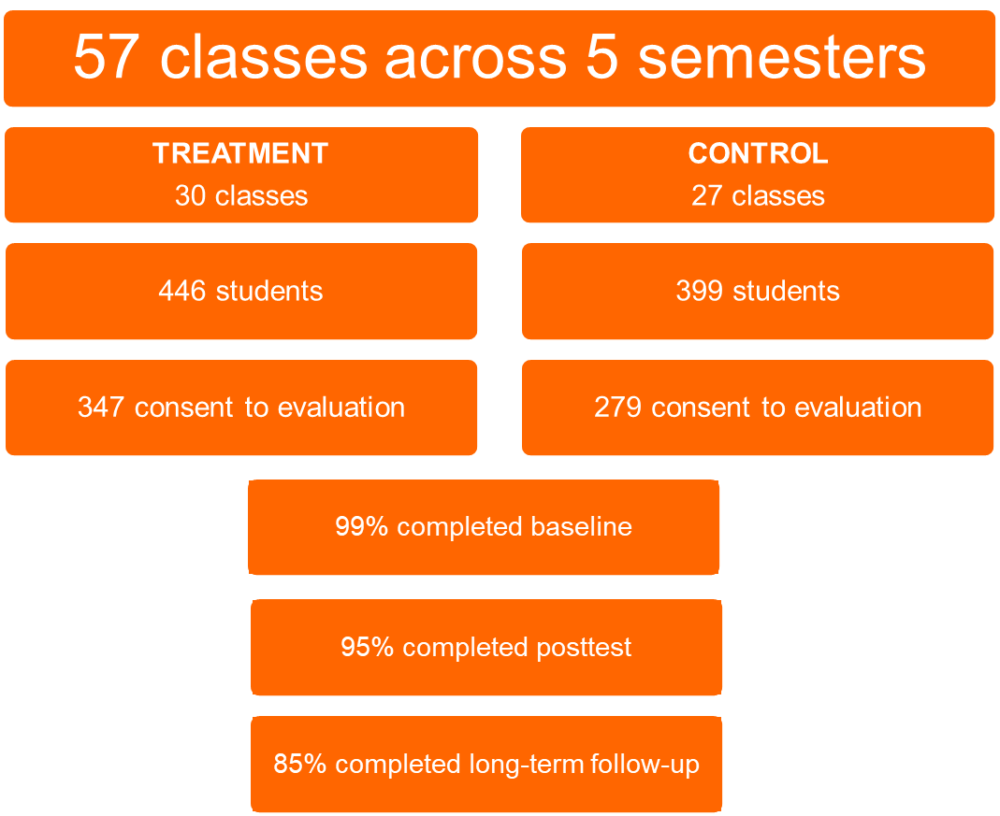 57 classes across 5 semesters
TREATMENT
30 classes
CONTROL
27 classes
446 students
399 students
347 consent to evaluation
279 consent to evaluation
99% completed baseline
95% completed posttest
85% completed long-term follow-up